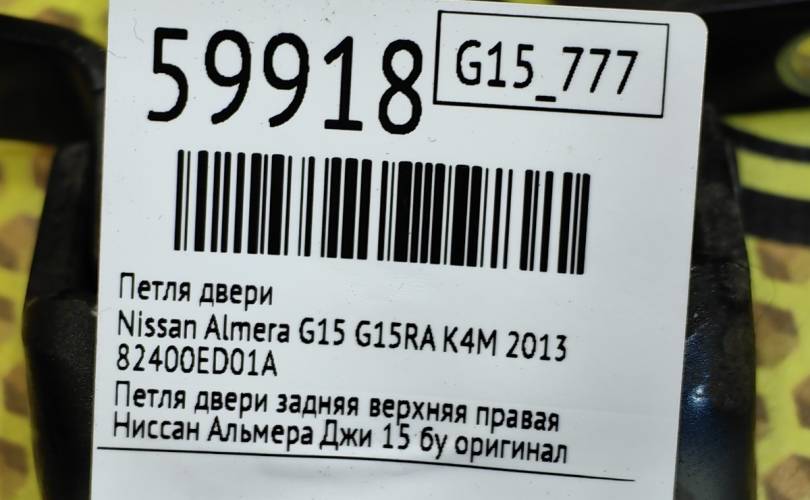 59918
G15_777
Петля двери
Nissan Almera G15 G15RA K4M 2013
82400ED01A
Петля двери задняя верхняя правая
Ниссан Альмера Джи 15 бу оригинал